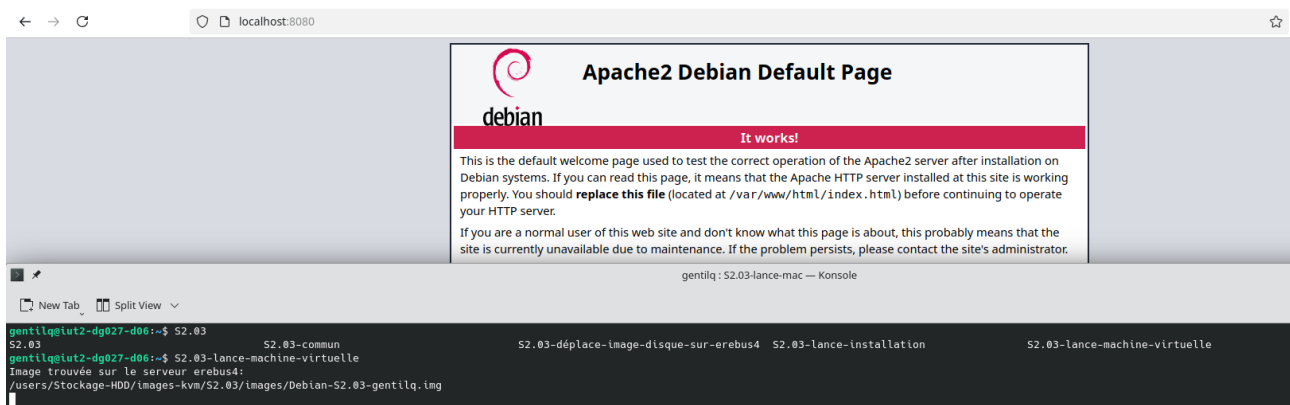 localhost:8080
debian
Apache2 Debian Default Page
It works!
This is the default welcome page used to test the correct operation of the Apache2 server after installation on
Debian systems. If you can read this page, it means that the Apache HTTP server installed at this site is working
properly. You should replace this file (located at /var/www/html/index.html) before continuing to operate
your HTTP server.
If you are a normal user of this web site and don't know what this page is about, this probably means that the
site is currently unavailable due to maintenance. If the problem persists, please contact the site's administrator.
gentilq : S2.03-lance-mac — Konsole
New Tab Split View
gentilq@iut2-dg027-d06:~$ S2.03
S2.03 S2.03-commun S2.03-déplace-image-disque-sur-erebus4 S2.03-lance-installation S2.03-lance-machine-virtuelle
gentilq@iut2-dg027-d06:~$ S2.03-lance-machine-virtuelle
Image trouvée sur le serveur erebus4:
/users/Stockage-HDD/images-kvm/S2.03/images/Debian-S2.03-gentilq.img